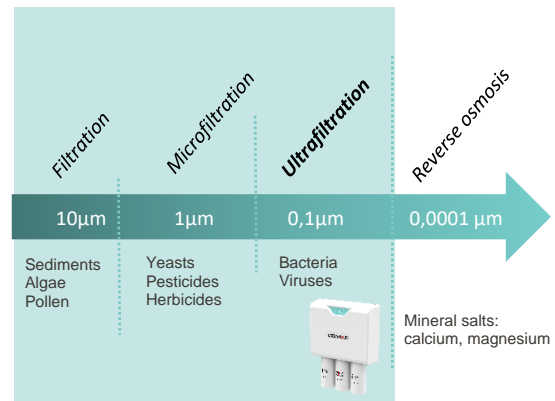 Filtration
Microfiltration
Ultrafiltration
Reverse osmosis
10µm
1µm
0,1µm
0,0001 µm
Sediments
Algae
Pollen
Yeasts
Pesticides
Herbicides
Bacteria
Viruses
Mineral salts:
calcium, magnesium